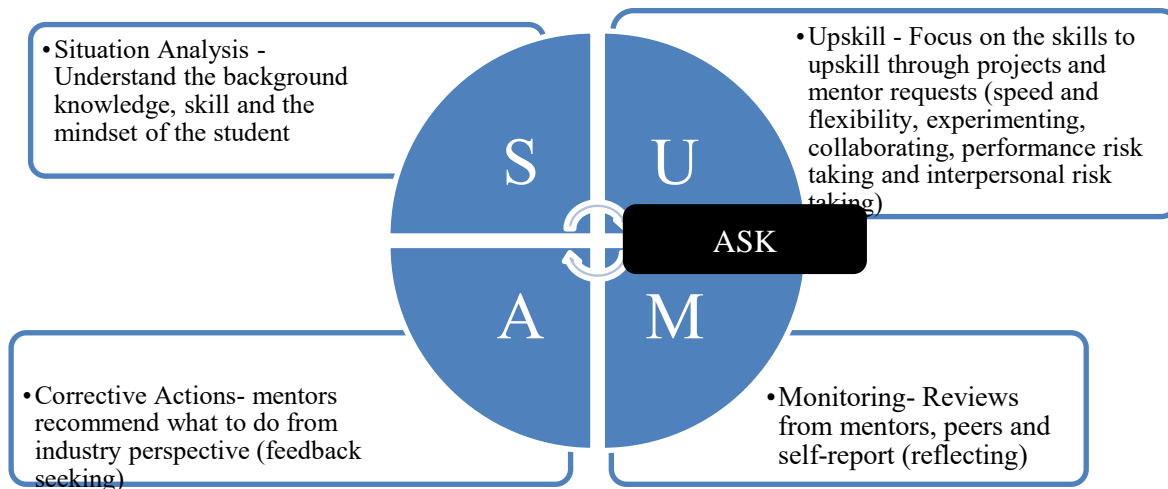 •Situation Analysis -
Understand the background
knowledge, skill and the
mindset of the student
•Upskill - Focus on the skills to
upskill through projects and
mentor requests (speed and
flexibility, experimenting,
collaborating, performance risk
taking and interpersonal risk
taking)
S
U
ASK
A
M
•Corrective Actions- mentors
recommend what to do from
industry perspective (feedback
seeking)
•Monitoring- Reviews
from mentors, peers and
self-report (reflecting)